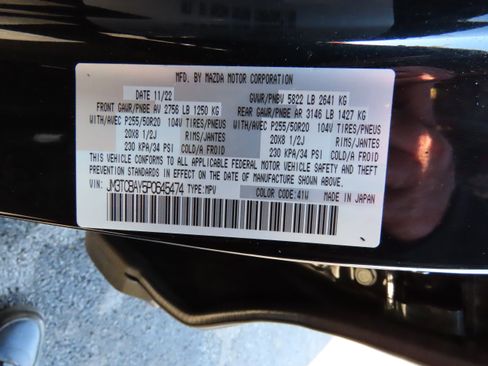 MFD. BY MAZDA MOTOR CORPORATION
DATE 11/22 GVWR/PNBV 5822 LB 2641 KG
FRONT GAWR/PNBE AV 2756 LB 1250 KG REAR GAWR/PNBE AR 3146 LB 1427 KG
WITH/AVEC P255/50R20 104V TIRES/PNEUS WITH/AVEC P255/50R20 104V TIRES/PNEUS
20X8 1/2J RIMS/JANTES 20X8 1/2J RIMS/JANTES
230 KPA/34 PSI COLD/A FROID 230 KPA/34 PSI COLD/A FROID
THIS VEHICLE CONFORMS TO ALL APPLICABLE FEDERAL MOTOR VEHICLE SAFETY AND THEFT
PREVENTION STANDARDS IN EFFECT ON THE DATE OF MANUFACTURE SHOWN ABOVE.
VIN: JM3TCBAY5P0645474 TYPE:MPV COLOR CODE:41W MADE IN JAPAN